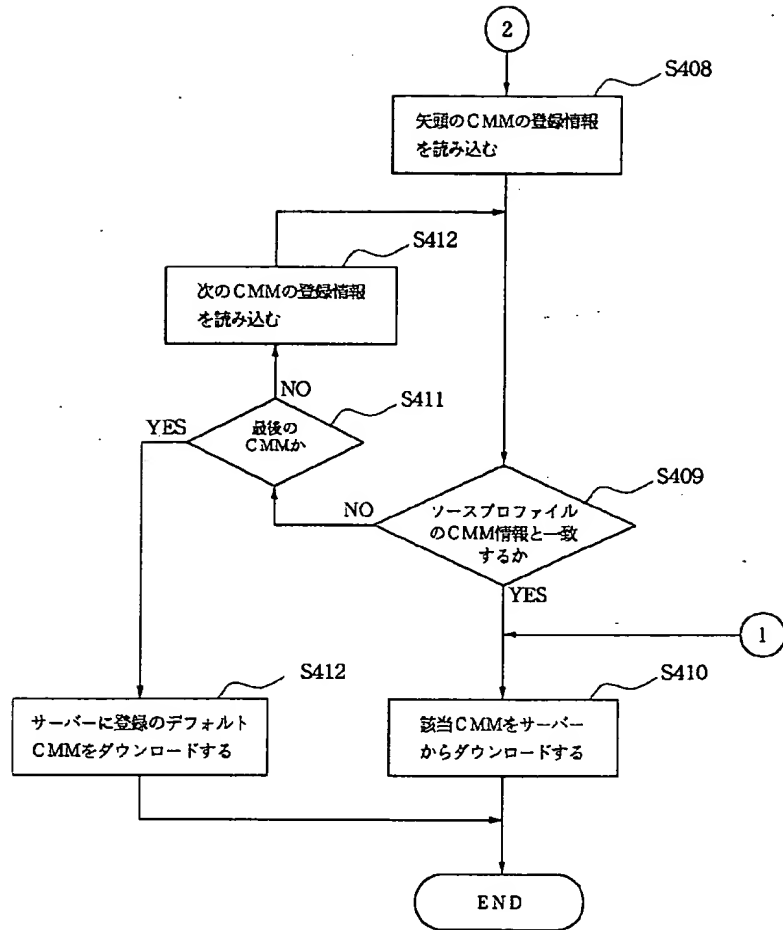 2
S408
矢頭のCMMの登録情報
を読み込む
S412
次のCMMの登録情報
を読み込む
NO
S411
YES
最後の
CMMか
S409
NO
ソースプロファイル
のCMM情報と一致
するか
YES
1
S412
S410
サーバーに登録のデフォルト
CMMをダウンロードする
該当CMMをサーバー
からダウンロードする
END